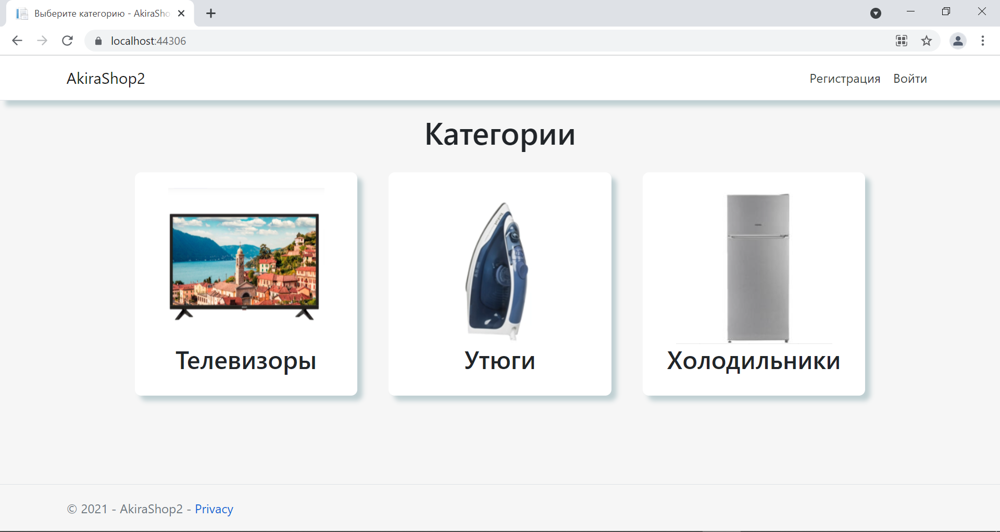 Выберите категорию - AkiraSho
localhost:44306
AkiraShop2
Регистрация Войти
Категории
Телевизоры
Утюги
Холодильники
© 2021 - AkiraShop2 - Privacy